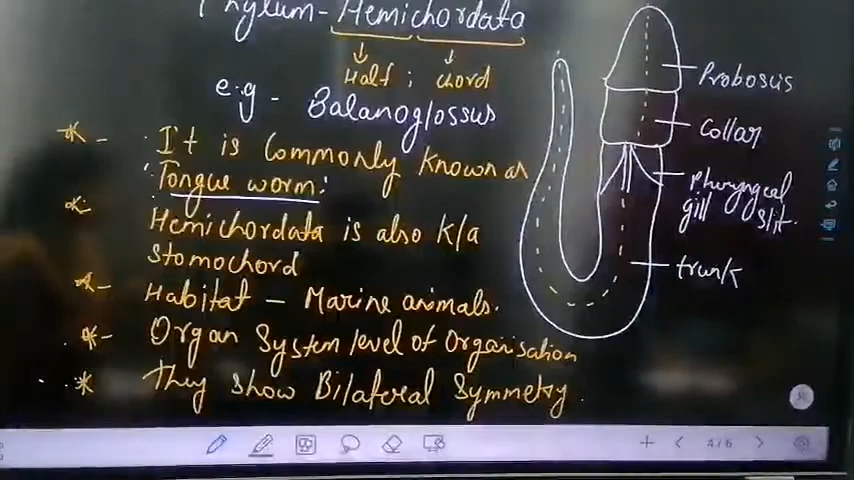 Phylum - Hemichordata
Half ; chord
e.g - Balanoglossus
* - It is commonly known as
Tongue worm:
* - Hemichordata is also k/a
stomochord
* - Habitat - Marine animals.
* - Organ System level of Organisation
* They show Bilateral Symmetry.
Proboscis
Collar
Pharyngeal
gill slit.
trunk
4/6